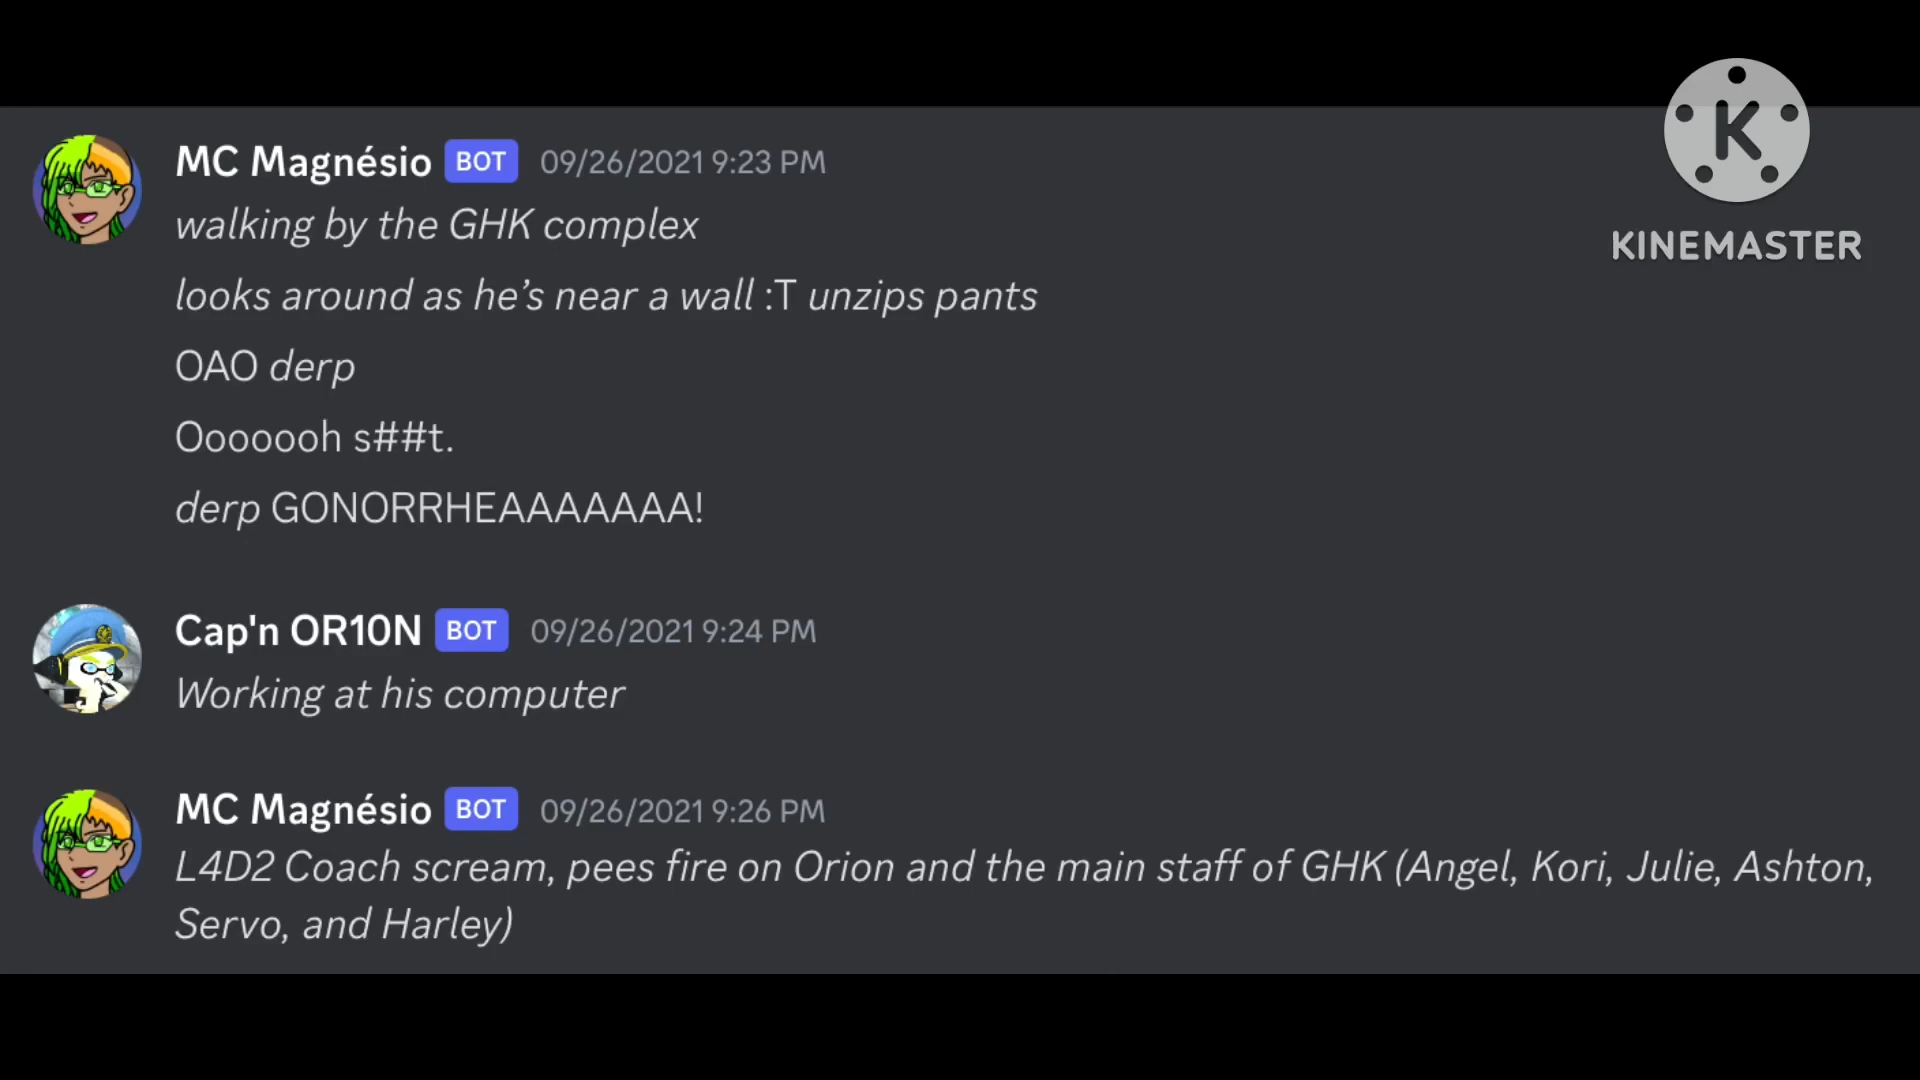 MC Magnésio BOT 09/26/2021 9:23 PM
walking by the GHK complex
looks around as he’s near a wall :T unzips pants
OAO derp
Ooooooh s##t.
derp GONORRHEAAAAAAA!
Cap'n OR10N BOT 09/26/2021 9:24 PM
Working at his computer
MC Magnésio BOT 09/26/2021 9:26 PM
L4D2 Coach scream, pees fire on Orion and the main staff of GHK (Angel, Kori, Julie, Ashton,
Servo, and Harley)
K
KINEMASTER